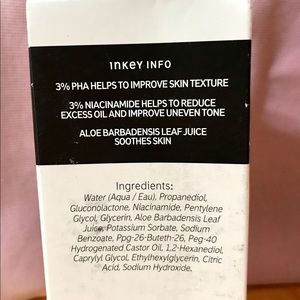 INKEY INFO
3% PHA HELPS TO IMPROVE SKIN TEXTURE
3% NIACINAMIDE HELPS TO REDUCE
EXCESS OIL AND IMPROVE UNEVEN TONE
ALOE BARBADENSIS LEAF JUICE
SOOTHES SKIN
Ingredients:
Water (Aqua / Eau), Propanediol,
Gluconolactone, Niacinamide, Pentylene
Glycol, Glycerin, Aloe Barbadensis Leaf
Juice, Potassium Sorbate, Sodium
Benzoate, Ppg-26-Buteth-26, Peg-40
Hydrogenated Castor Oil, 1,2-Hexanediol,
Caprylyl Glycol, Ethylhexylglycerin, Citric
Acid, Sodium Hydroxide.